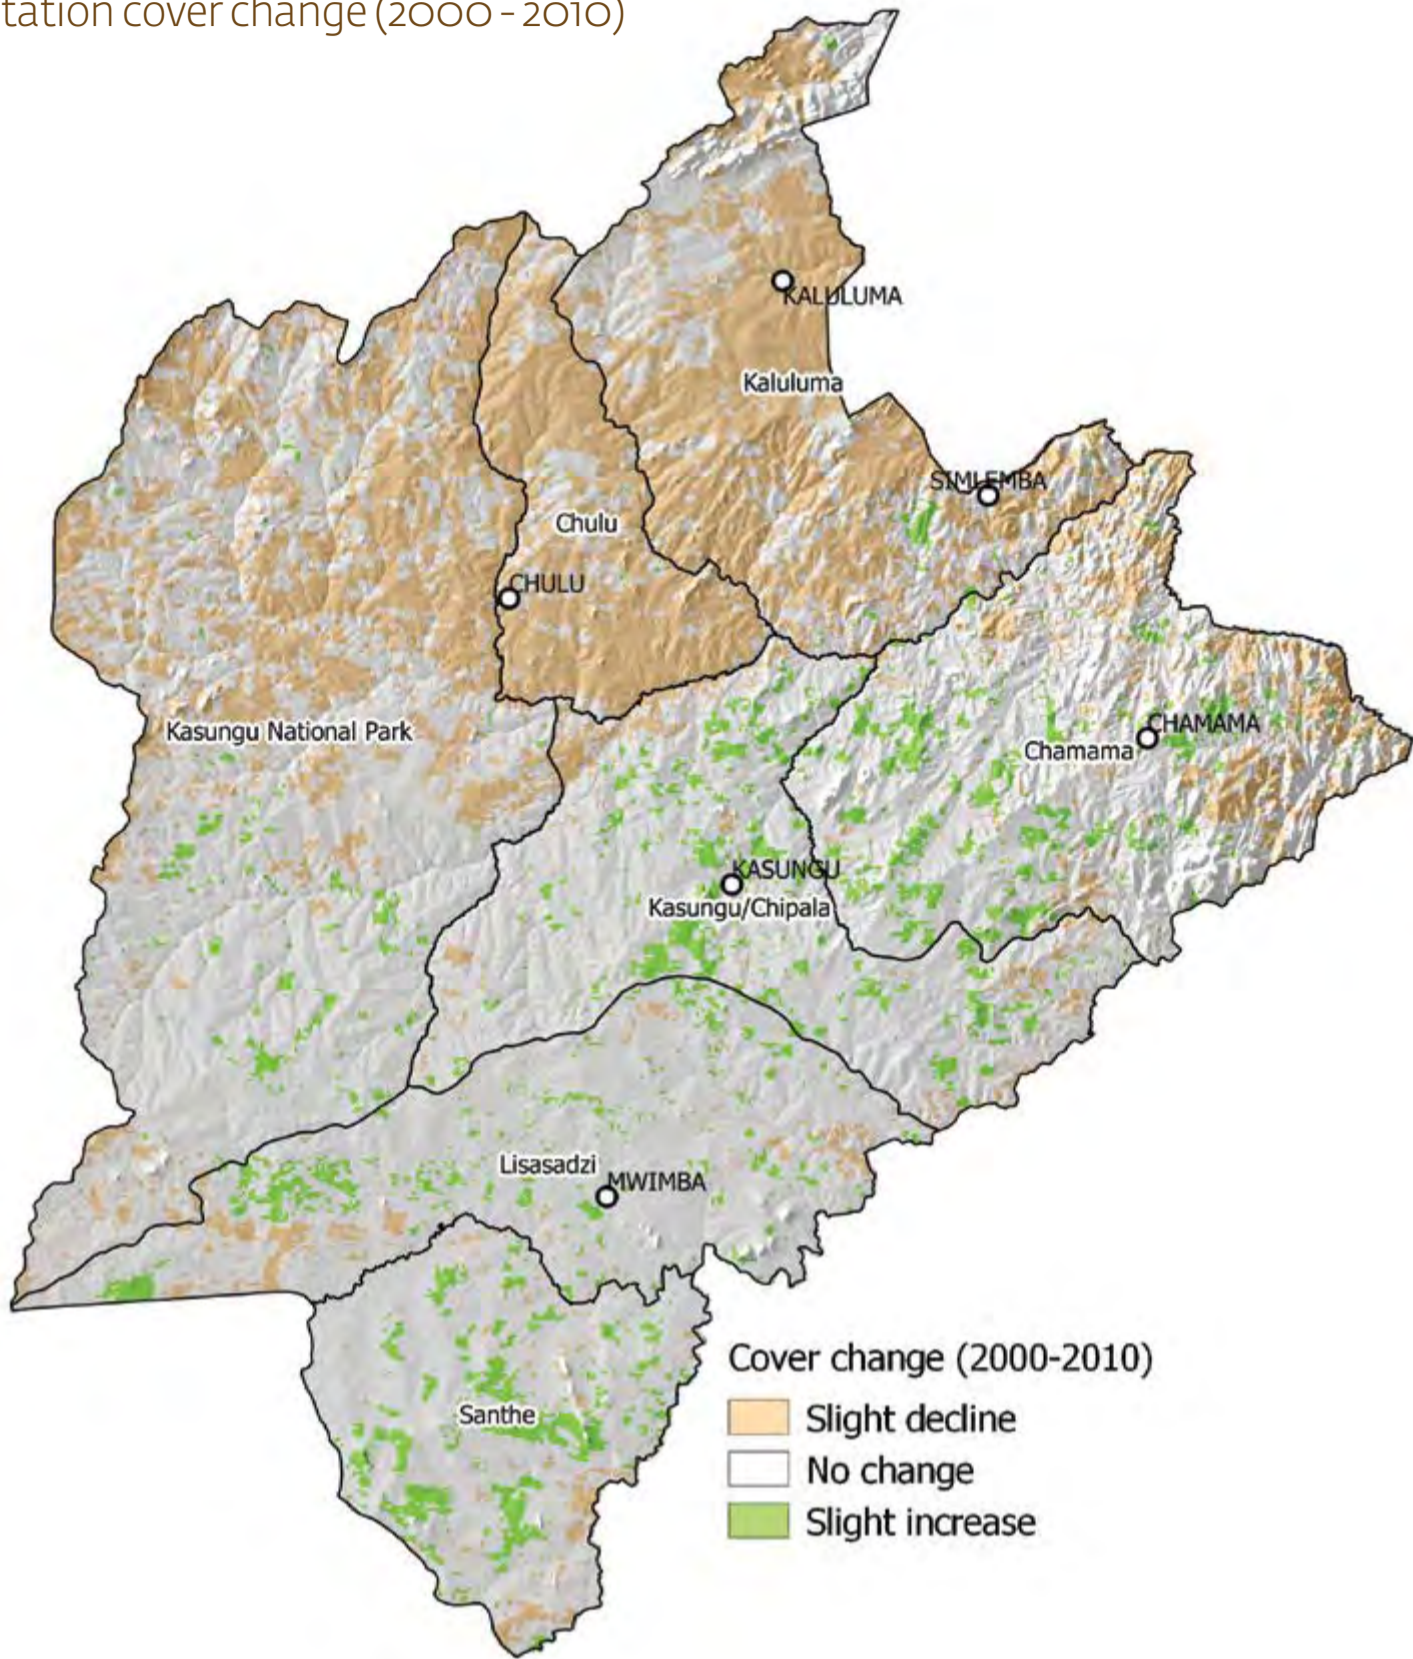 tation cover change (2000 - 2010)
KALULUMA
Kaluluma
SIMLEMBA
Chulu
CHULU
Kasungu National Park
CHAMAMA
Chamama
KASUNGU
Kasungu/Chipala
Lisasadzi
MWIMBA
Santhe
Cover change (2000-2010)
Slight decline
No change
Slight increase